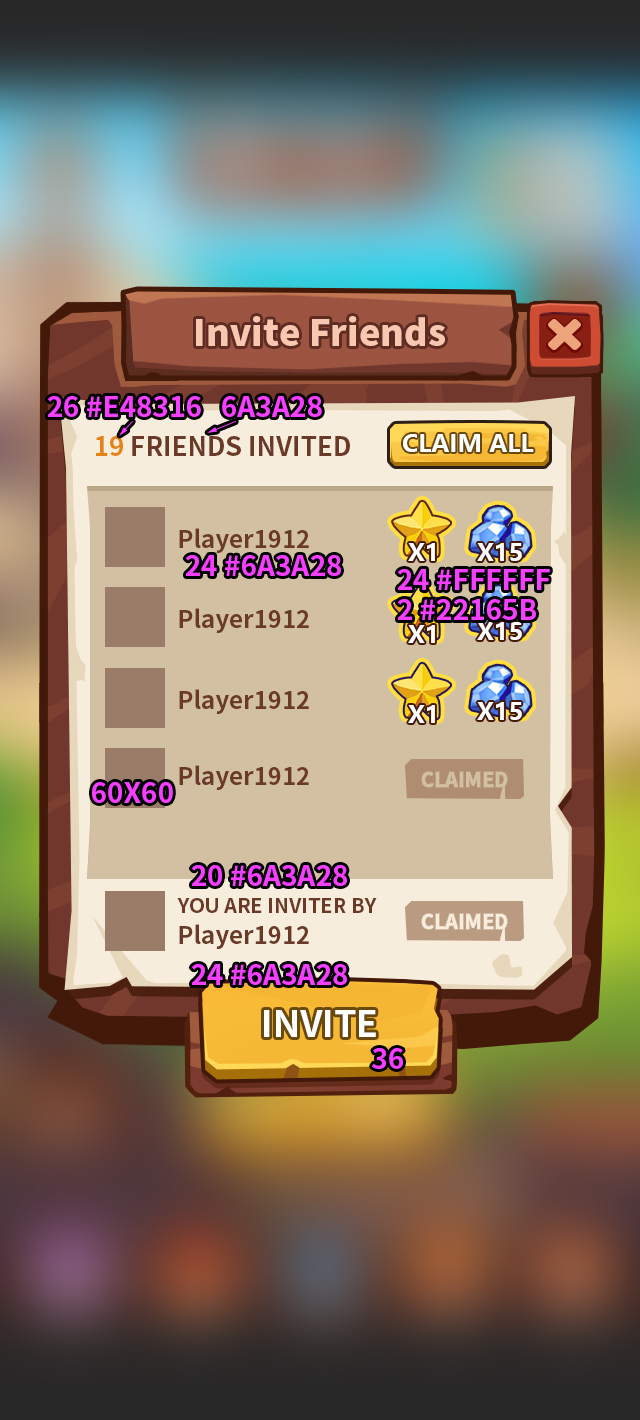 Invite Friends
26 #E48316 6A3A28
19 FRIENDS INVITED
CLAIM ALL
Player1912
X1 X15
24 #6A3A28
24 #FFFFFF
2 #22165B
Player1912
X1 X15
Player1912
X1 X15
Player1912
CLAIMED
60X60
20 #6A3A28
YOU ARE INVITER BY
Player1912
CLAIMED
24 #6A3A28
INVITE
36